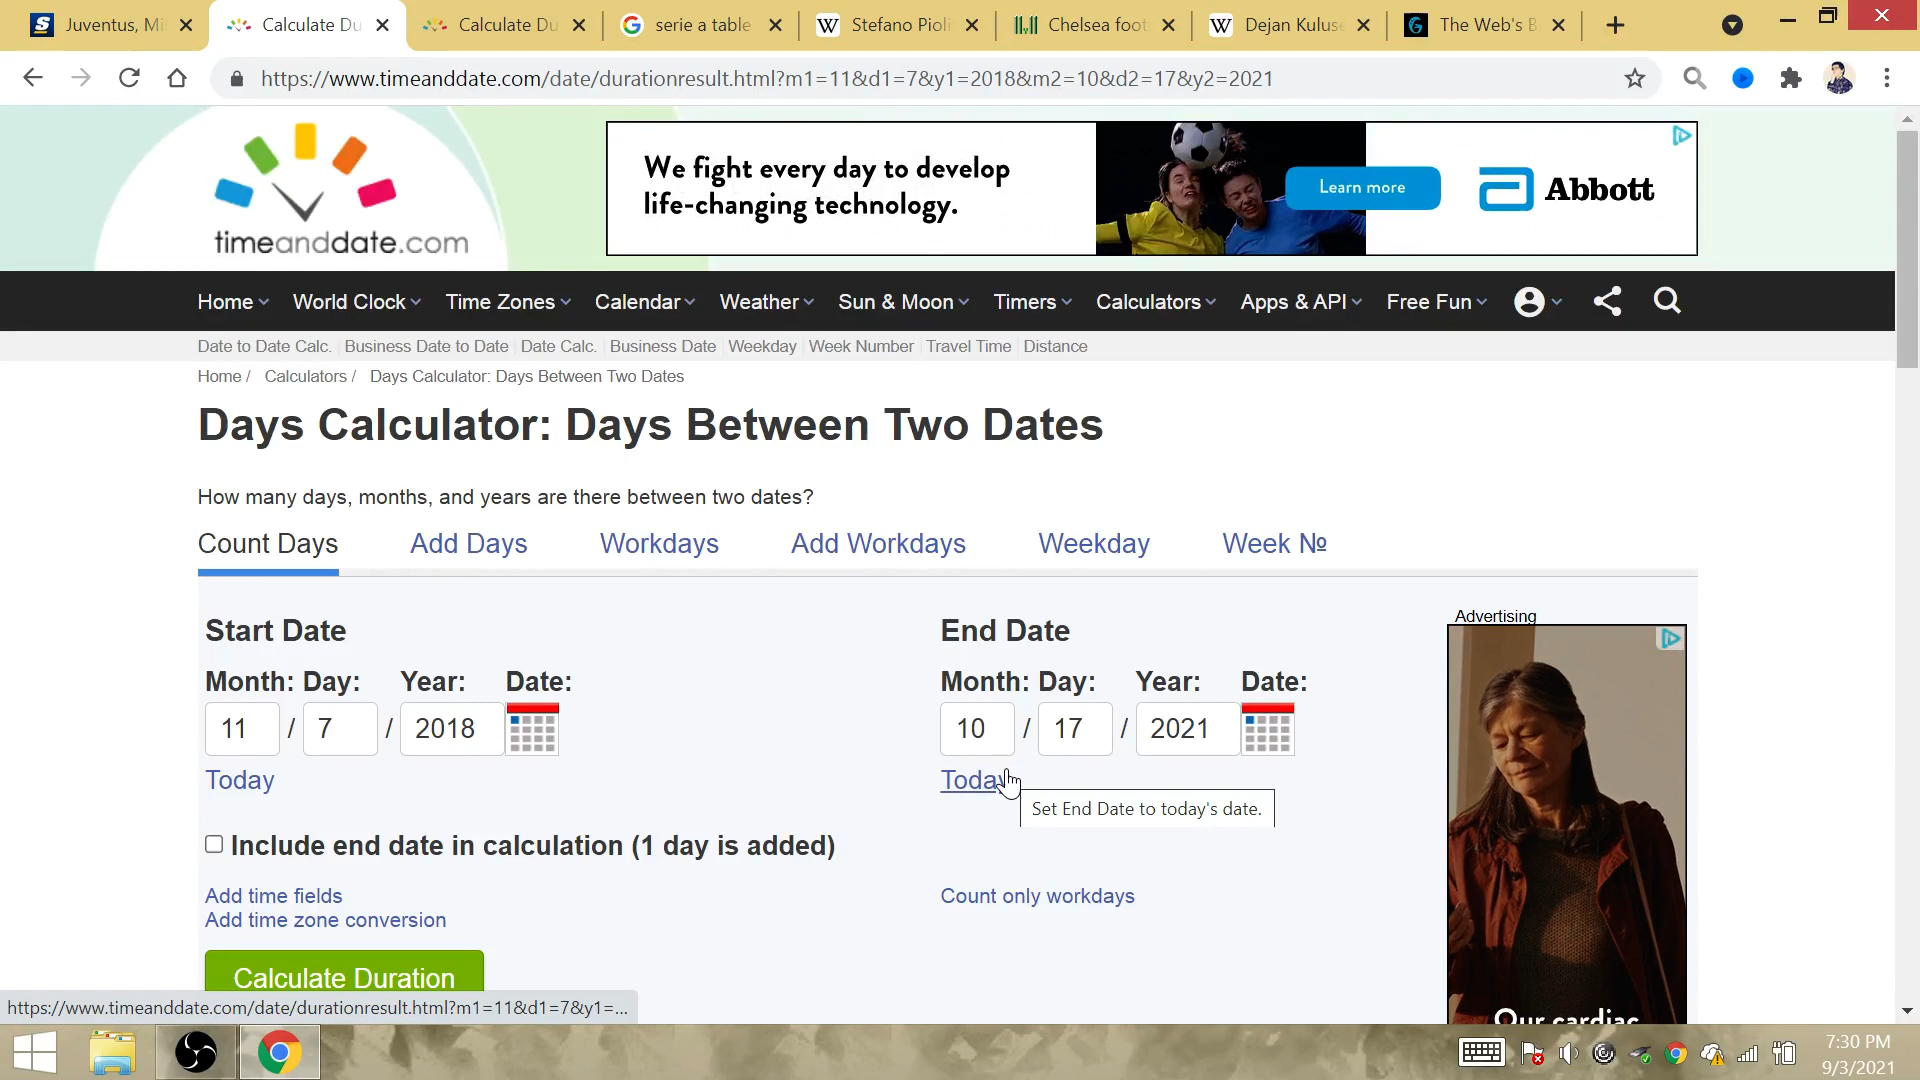 Juventus, Mi
Calculate Du
Calculate Du
serie a table
Stefano Pioli
Chelsea foot
Dejan Kuluse
The Web's B
https://www.timeanddate.com/date/durationresult.html?m1=11&d1=7&y1=2018&m2=10&d2=17&y2=2021
timeanddate.com
We fight every day to develop
life-changing technology.
Learn more
Abbott
Home World Clock Time Zones Calendar Weather Sun & Moon Timers Calculators Apps & API Free Fun
Date to Date Calc. Business Date to Date Date Calc. Business Date Weekday Week Number Travel Time Distance
Home / Calculators / Days Calculator: Days Between Two Dates
Days Calculator: Days Between Two Dates
How many days, months, and years are there between two dates?
Count Days Add Days Workdays Add Workdays Weekday Week №
Start Date
Month: Day: Year: Date:
11 / 7 / 2018
Today
End Date
Month: Day: Year: Date:
10 / 17 / 2021
Today
Set End Date to today's date.
Include end date in calculation (1 day is added)
Add time fields
Add time zone conversion
Count only workdays
Calculate Duration
Advertising
Our cardiac
https://www.timeanddate.com/date/durationresult.html?m1=11&d1=7&y1=...
7:30 PM
9/3/2021